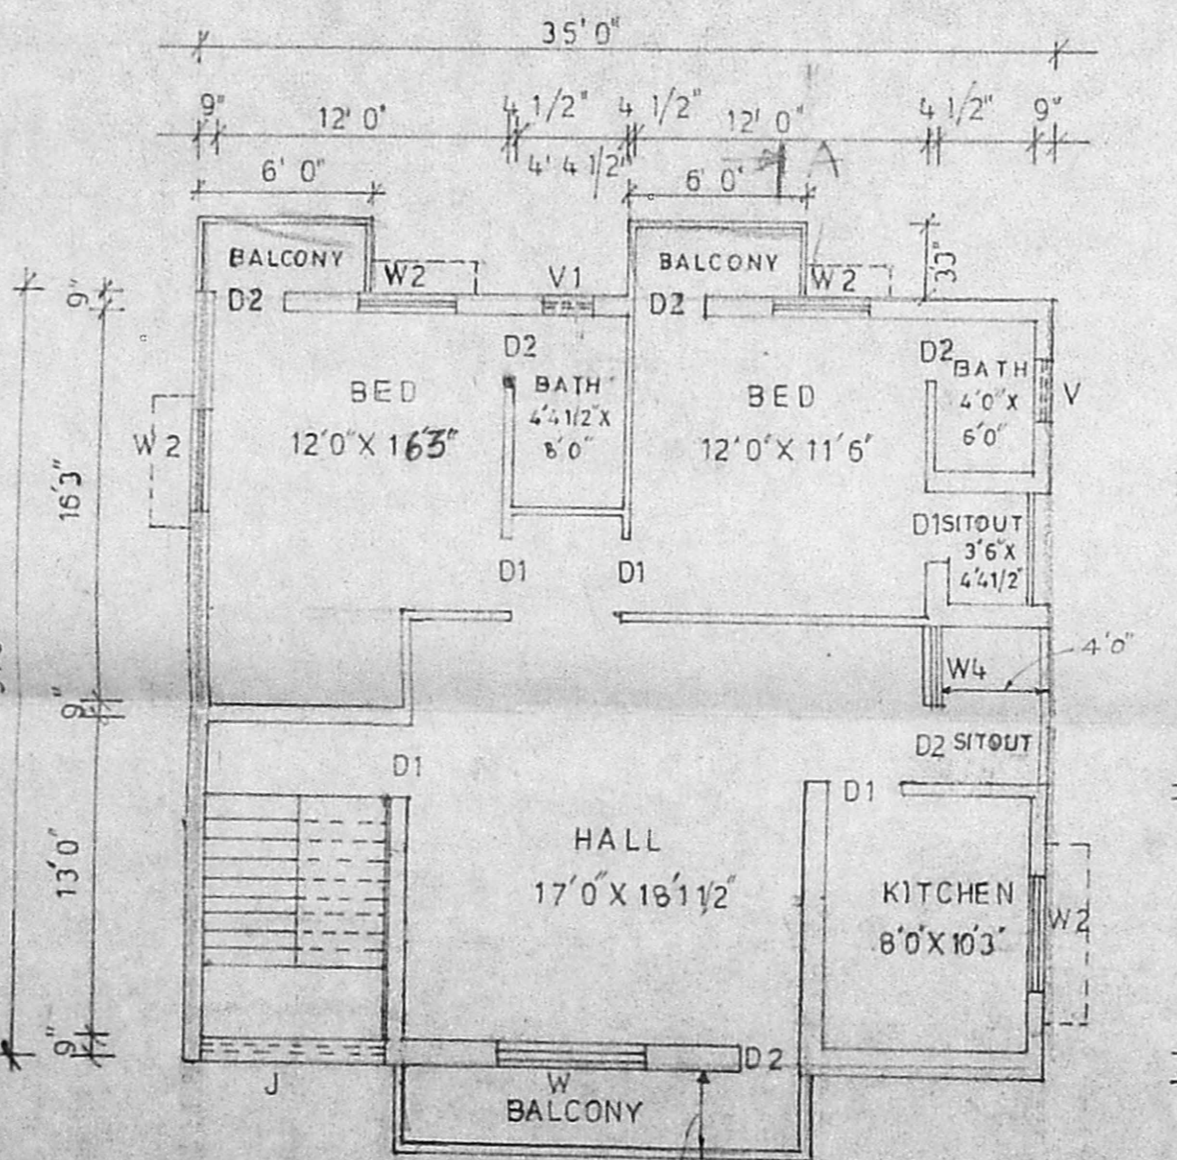 35'0"
9" 12'0" 4 1/2" 4 1/2" 12'0" 4 1/2" 9"
4'4 1/2"
6'0" 6'0" A
BALCONY BALCONY 33"
W2 V1 W2
9" D2 D2
D2 D2
BED BATH BED BATH
4'4 1/2"X 4'0"X V
W2 12'0"X 16'3" 8'0" 12'0"X 11'6" 6'0"
16'3"
D1 SITOUT
3'6"X
D1 D1 4'4 1/2"
4'0"
W4
9"
D2 SITOUT
D1 D1
HALL
13'0" 17'0"X 18'1 1/2" KITCHEN
W2
8'0"X 10'3"
9"
D2
J W
BALCONY